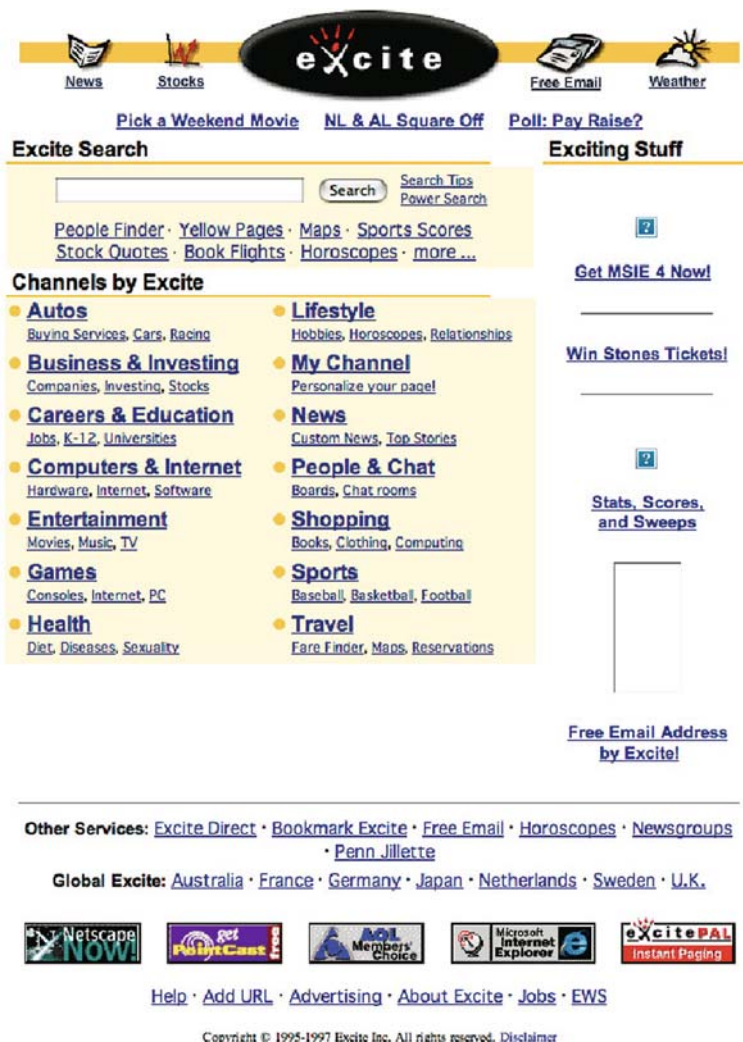 excite
News
Stocks
Free Email
Weather
Pick a Weekend Movie NL & AL Square Off Poll: Pay Raise?
Excite Search
Search
Search Tips
Power Search
People Finder · Yellow Pages · Maps · Sports Scores
Stock Quotes · Book Flights · Horoscopes · more ...
Channels by Excite
Autos
Buying Services, Cars, Racing
Business & Investing
Companies, Investing, Stocks
Careers & Education
Jobs, K-12, Universities
Computers & Internet
Hardware, Internet, Software
Entertainment
Movies, Music, TV
Games
Consoles, Internet, PC
Health
Diet, Diseases, Sexuality
Lifestyle
Hobbies, Horoscopes, Relationships
My Channel
Personalize your page!
News
Custom News, Top Stories
People & Chat
Boards, Chat rooms
Shopping
Books, Clothing, Computing
Sports
Baseball, Basketball, Football
Travel
Fare Finder, Maps, Reservations
Exciting Stuff
?
Get MSIE 4 Now!
Win Stones Tickets!
?
Stats, Scores,
and Sweeps
Free Email Address
by Excite!
Other Services: Excite Direct · Bookmark Excite · Free Email · Horoscopes · Newsgroups
· Penn Jillette
Global Excite: Australia · France · Germany · Japan · Netherlands · Sweden · U.K.
Netscape
NOW!
get
PointCast
free
AOL
Members'
Choice
Microsoft
Internet
Explorer
excite PAL
Instant Paging
Help · Add URL · Advertising · About Excite · Jobs · EWS
Copyright © 1995-1997 Excite Inc. All rights reserved. Disclaimer